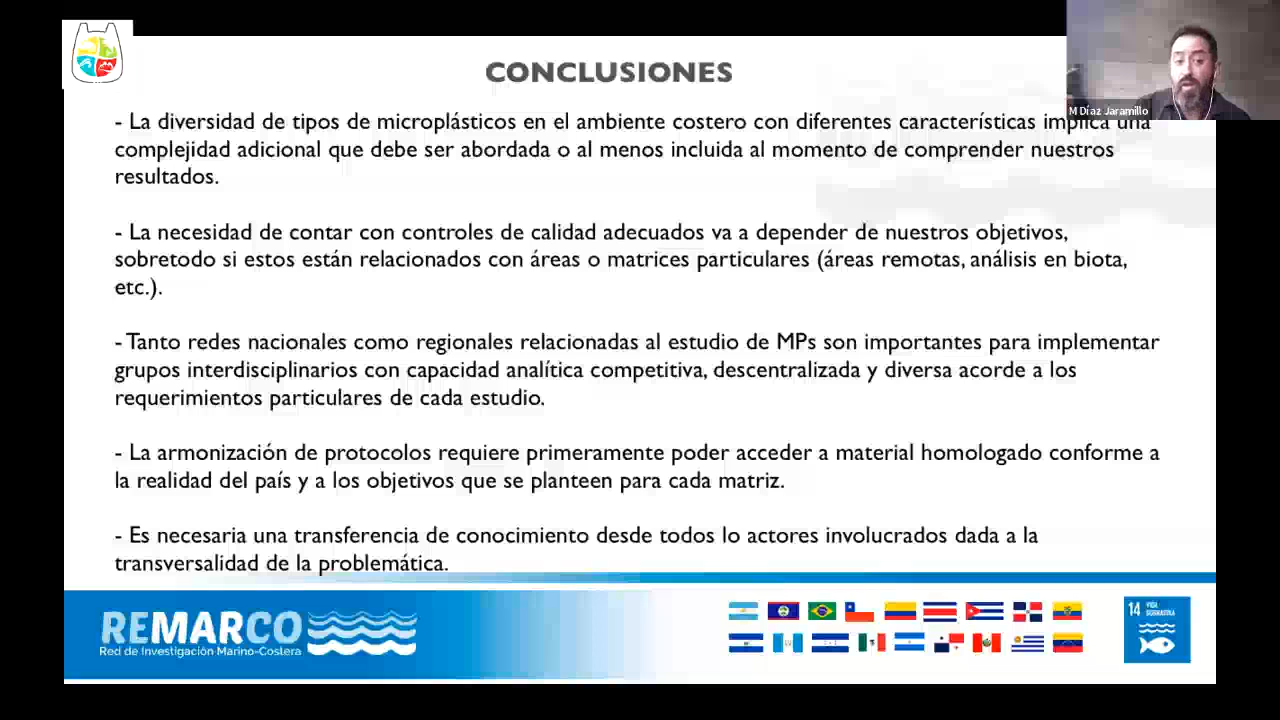 CONCLUSIONES
M Díaz Jaramillo
- La diversidad de tipos de microplásticos en el ambiente costero con diferentes características implica una
complejidad adicional que debe ser abordada o al menos incluida al momento de comprender nuestros
resultados.
- La necesidad de contar con controles de calidad adecuados va a depender de nuestros objetivos,
sobretodo si estos están relacionados con áreas o matrices particulares (áreas remotas, análisis en biota,
etc.).
- Tanto redes nacionales como regionales relacionadas al estudio de MPs son importantes para implementar
grupos interdisciplinarios con capacidad analítica competitiva, descentralizada y diversa acorde a los
requerimientos particulares de cada estudio.
- La armonización de protocolos requiere primeramente poder acceder a material homologado conforme a
la realidad del país y a los objetivos que se planteen para cada matriz.
- Es necesaria una transferencia de conocimiento desde todos lo actores involucrados dada a la
transversalidad de la problemática.
REMARCO
Red de Investigación Marino-Costera
14 VIDA
SUBMARINA